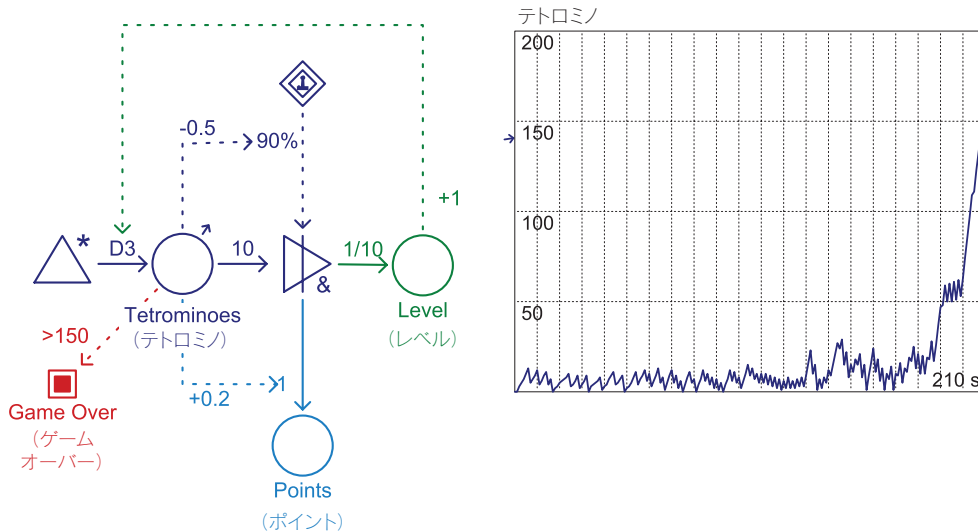 -0.5
90%
+1
*
D3
10
1/10
&
Tetrominoes
(テトロミノ)
Level
(レベル)
>150
+0.2
1
Game Over
(ゲーム
オーバー)
Points
(ポイント)
テトロミノ
200
150
100
50
210 s